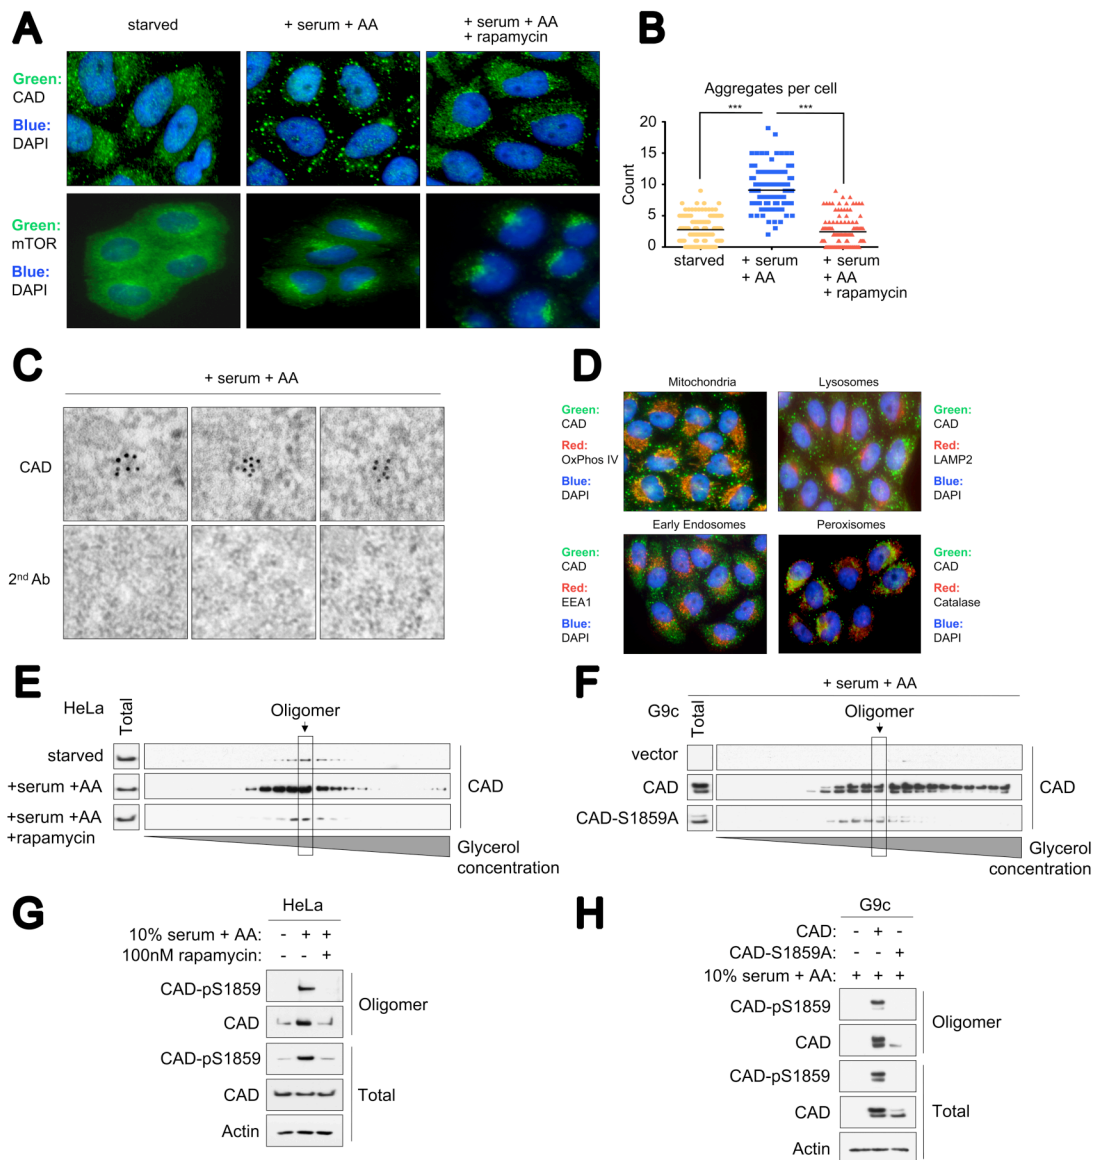 A
starved
+ serum + AA
+ serum + AA
+ rapamycin
Green:
CAD
Blue:
DAPI
Green:
mTOR
Blue:
DAPI
B
Aggregates per cell
***
***
Count
20
15
10
5
0
starved
+ serum
+ AA
+ serum
+ AA
+ rapamycin
C
+ serum + AA
CAD
2nd Ab
D
Mitochondria
Lysosomes
Green:
CAD
Red:
OxPhos IV
Blue:
DAPI
Green:
CAD
Red:
LAMP2
Blue:
DAPI
Early Endosomes
Peroxisomes
Green:
CAD
Red:
EEA1
Blue:
DAPI
Green:
CAD
Red:
Catalase
Blue:
DAPI
E
HeLa
Total
Oligomer
starved
+serum +AA
+serum +AA
+rapamycin
CAD
Glycerol
concentration
F
+ serum + AA
G9c
Total
Oligomer
vector
CAD
CAD-S1859A
CAD
Glycerol
concentration
G
HeLa
10% serum + AA: - + +
100nM rapamycin: - - +
CAD-pS1859
CAD
Oligomer
CAD-pS1859
CAD
Actin
Total
H
G9c
CAD: - + -
CAD-S1859A: - - +
10% serum + AA: + + +
CAD-pS1859
CAD
Oligomer
CAD-pS1859
CAD
Actin
Total